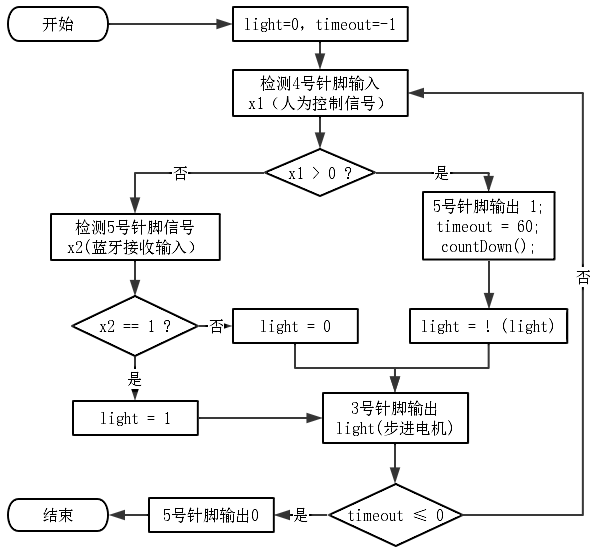 开始
light=0, timeout=-1
检测4号针脚输入
x1（人为控制信号）
x1 > 0 ?
否
是
检测5号针脚信号
x2(蓝牙接收输入）
5号针脚输出 1;
timeout = 60;
countDown();
否
x2 == 1 ?
否
light = 0
light = ! (light)
是
light = 1
3号针脚输出
light(步进电机)
结束
5号针脚输出0
是
timeout ≤ 0